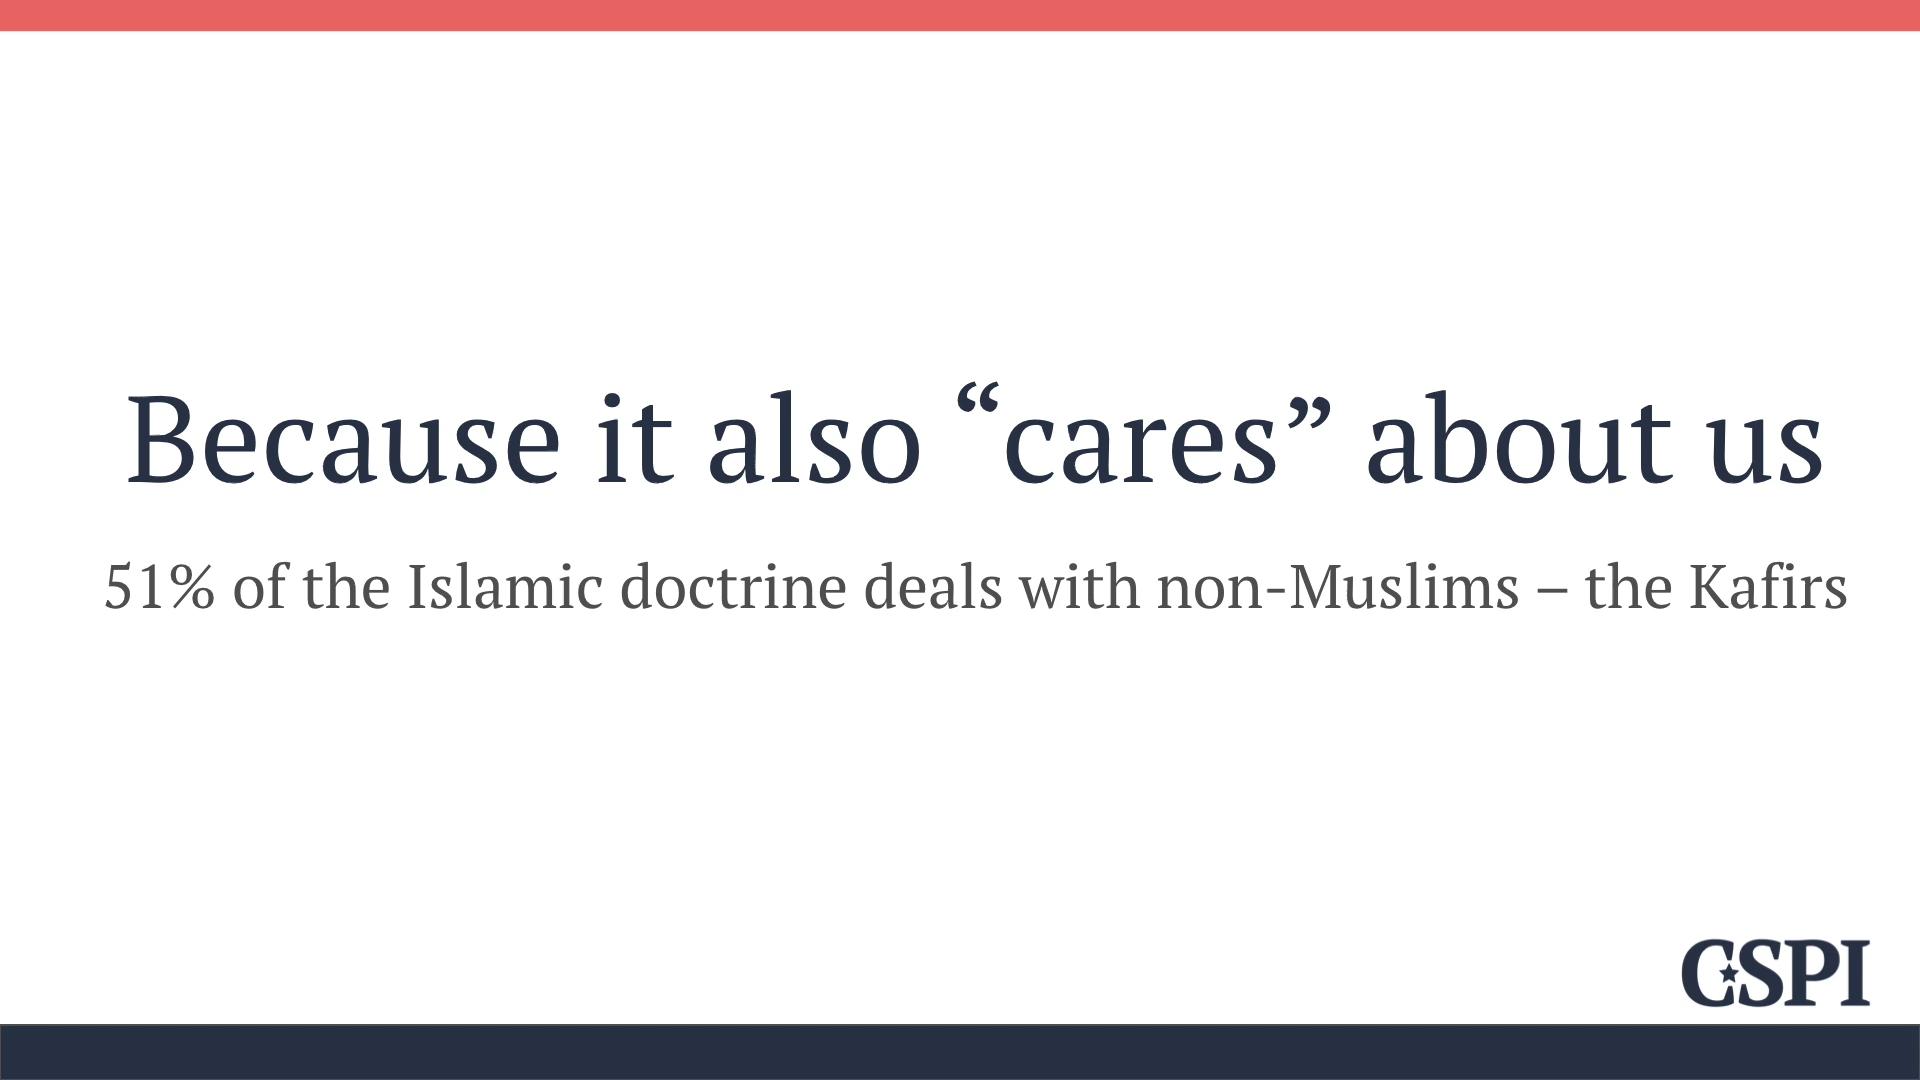 Because it also “cares” about us
51% of the Islamic doctrine deals with non-Muslims – the Kafirs
CSPI